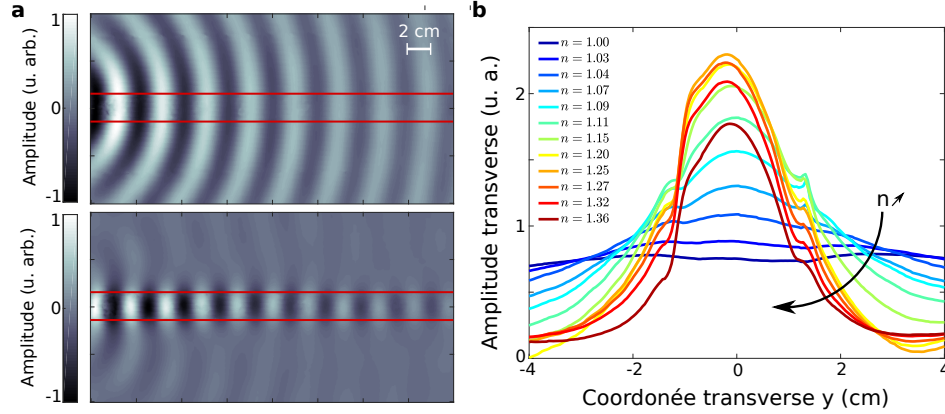 a
Amplitude (u. arb.)
1
0
-1
2 cm
Amplitude (u. arb.)
1
0
-1
b
Amplitude transverse (u. a.)
2
1
0
n = 1.00
n = 1.03
n = 1.04
n = 1.07
n = 1.09
n = 1.11
n = 1.15
n = 1.20
n = 1.25
n = 1.27
n = 1.32
n = 1.36
n
-4
-2
0
2
4
Coordonée transverse y (cm)